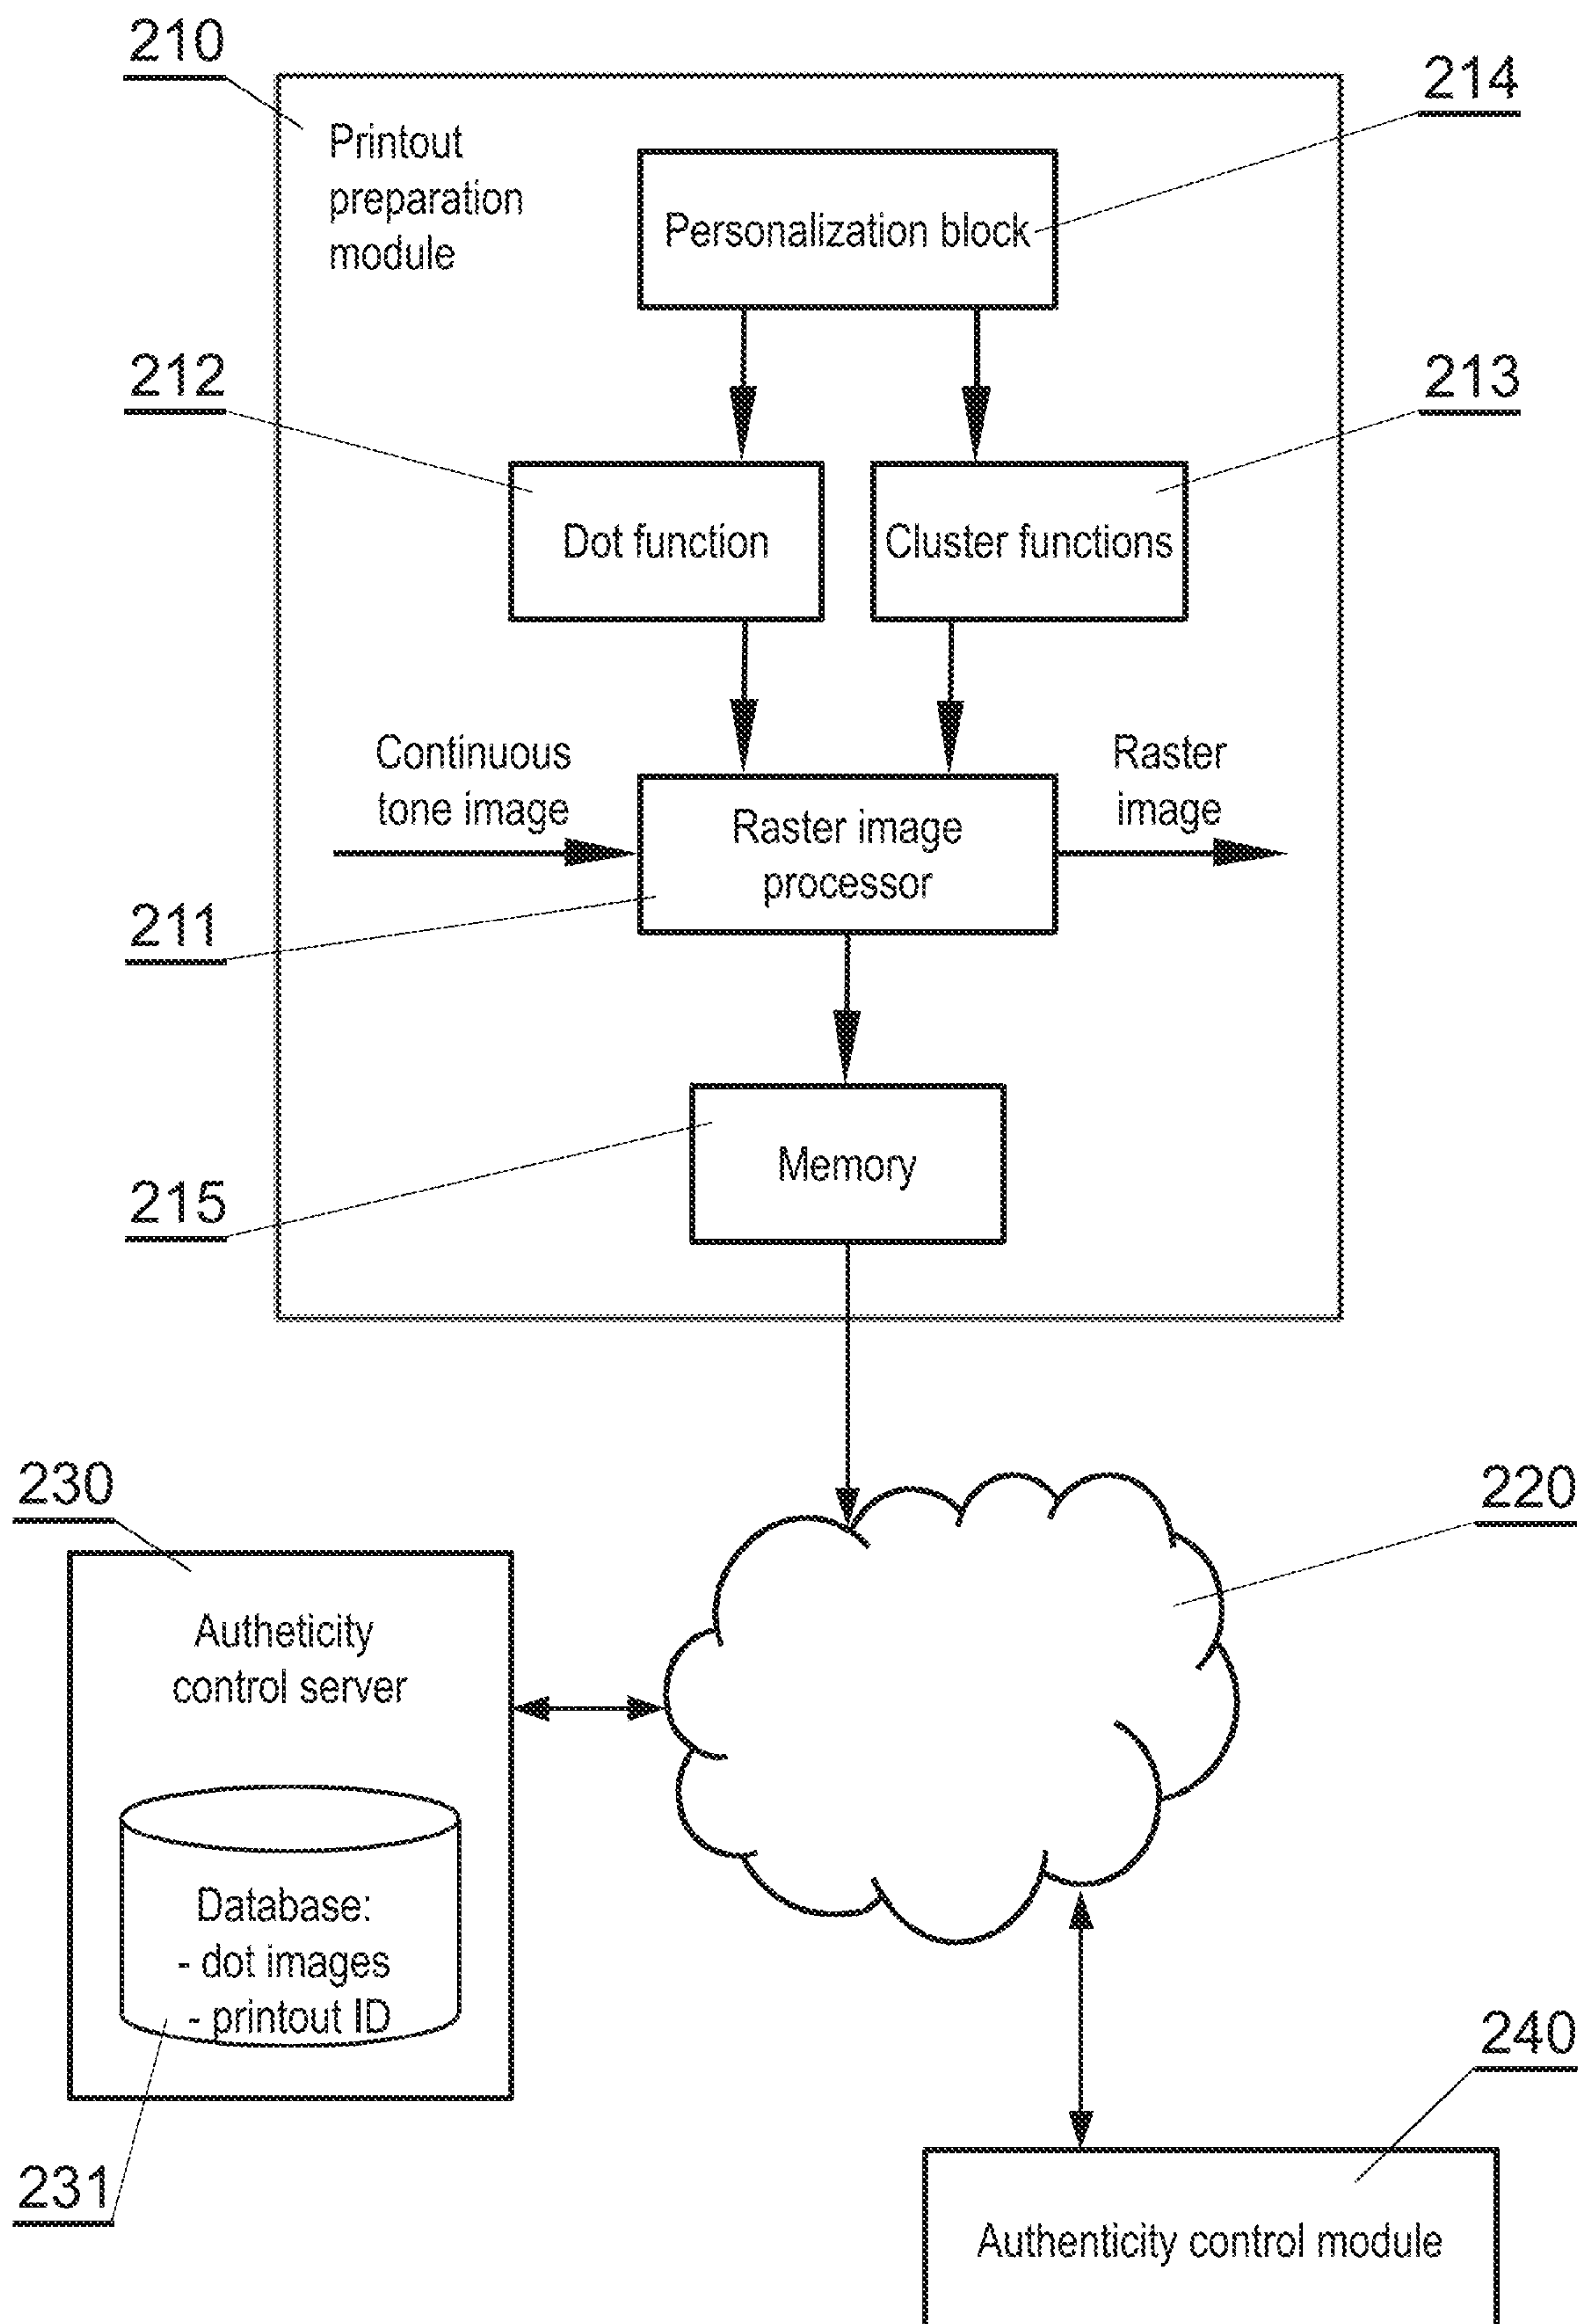 210
214
Printout
preparation
module
Personalization block
212
213
Dot function
Cluster functions
Continuous
tone image
Raster
image
Raster image
processor
211
Memory
215
230
220
Autheticity
control server
Database:
- dot images
- printout ID
240
231
Authenticity control module